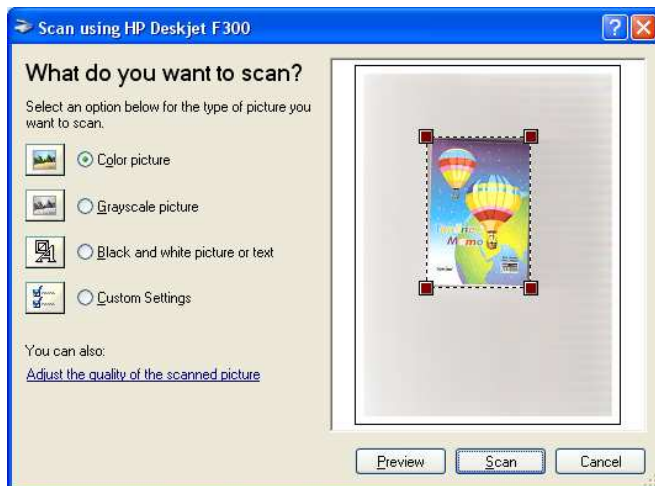 Scan using HP Deskjet F300
What do you want to scan?
Select an option below for the type of picture you
want to scan.
Color picture
Grayscale picture
Black and white picture or text
Custom Settings
You can also:
Adjust the quality of the scanned picture
Memo
Preview
Scan
Cancel